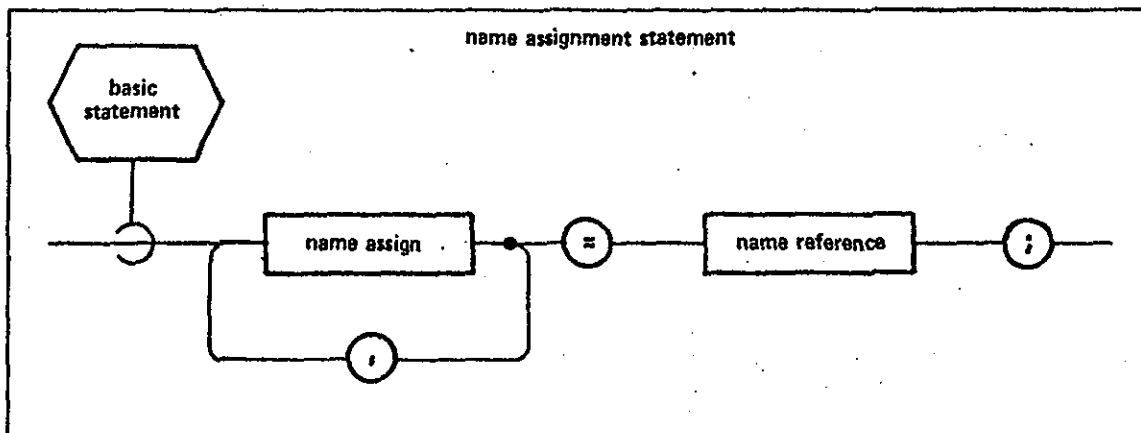 name assignment statement
basic
statement
name assign
=
name reference
;
,